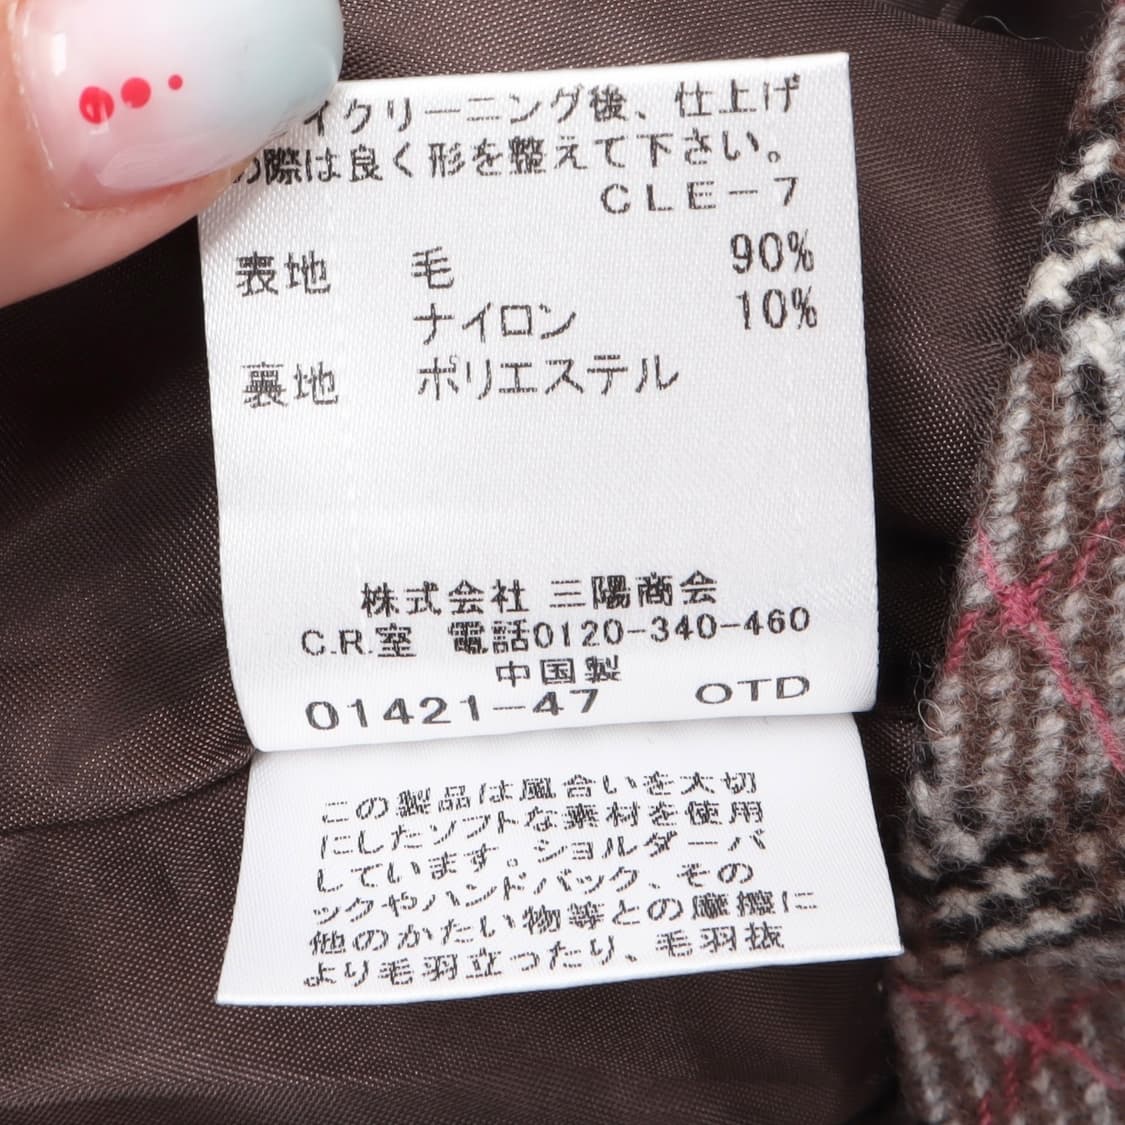 イクリーニング後、仕上げ
の際は良く形を整えて下さい。
CLE-7
表地 毛 90%
ナイロン 10%
裏地 ポリエステル
株式会社 三陽商会
C.R.室 電話0120-340-460
中国製
01421-47 OTD
この製品は風合いを大切
にしたソフトな素材を使用
しています。ショルダーバ
ックやハンドバック、その
他のかたい物等との摩擦に
より毛羽立ったり、毛羽抜